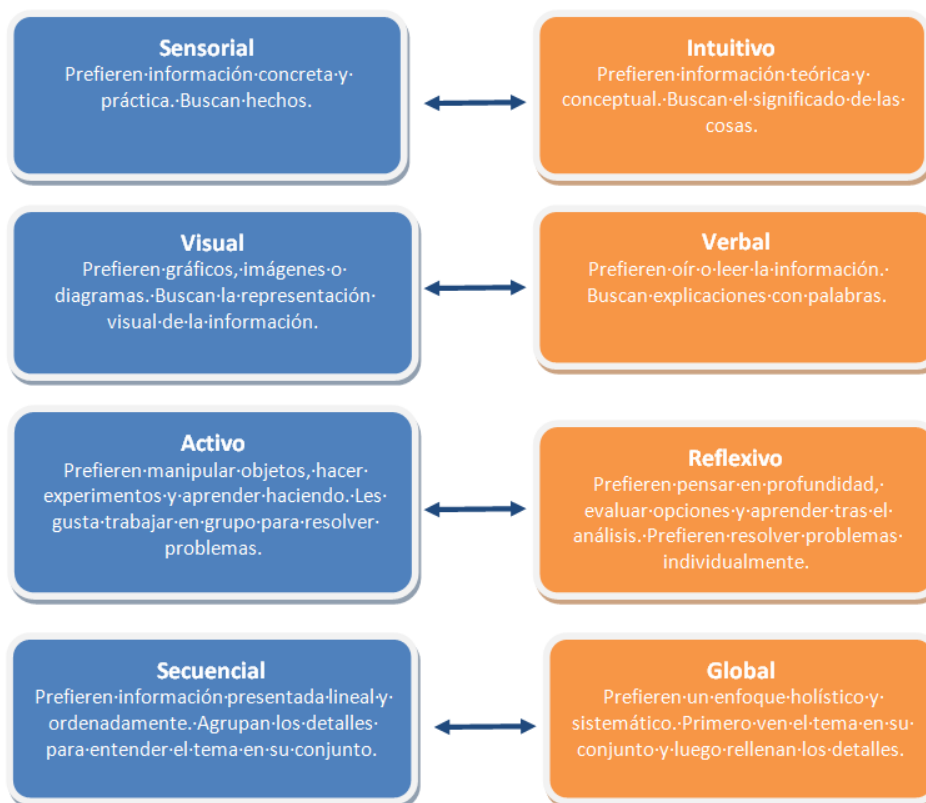 Sensorial
Prefieren·información·concreta·y·
práctica.·Buscan·hechos.
Intuitivo
Prefieren·información·teórica·y·
conceptual.·Buscan·el·significado·de·las·
cosas.
Visual
Prefieren·gráficos,·imágenes·o·
diagramas.·Buscan·la·representación·
visual·de·la·información.
Verbal
Prefieren·oír·o·leer·la·información.·
Buscan·explicaciones·con·palabras.
Activo
Prefieren·manipular·objetos,·hacer·
experimentos·y·aprender·haciendo.·Les·
gusta·trabajar·en·grupo·para·resolver·
problemas.
Reflexivo
Prefieren·pensar·en·profundidad,·
evaluar·opciones·y·aprender·tras·el·
análisis.·Prefieren·resolver·problemas·
individualmente.
Secuencial
Prefieren·información·presentada·lineal·y·
ordenadamente.·Agrupan·los·detalles·
para·entender·el·tema·en·su·conjunto.
Global
Prefieren·un·enfoque·holístico·y·
sistemático.·Primero·ven·el·tema·en·su·
conjunto·y·luego·rellenan·los·detalles.